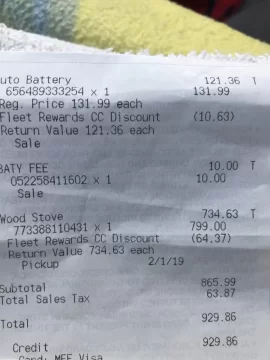 uto Battery 121.36 T
656489333254 x 1 131.99
Reg. Price 131.99 each
Fleet Rewards CC Discount (10.63)
Return Value 121.36 each
Sale
BATY FEE 10.00 T
052258411602 x 1 10.00
Sale
Wood Stove 734.63 T
773388110431 x 1 799.00
Fleet Rewards CC Discount (64.37)
Return Value 734.63 each
Pickup 2/1/19
Subtotal 865.99
Total Sales Tax 63.87
Total 929.86
Credit 929.86
Card: MFF Visa